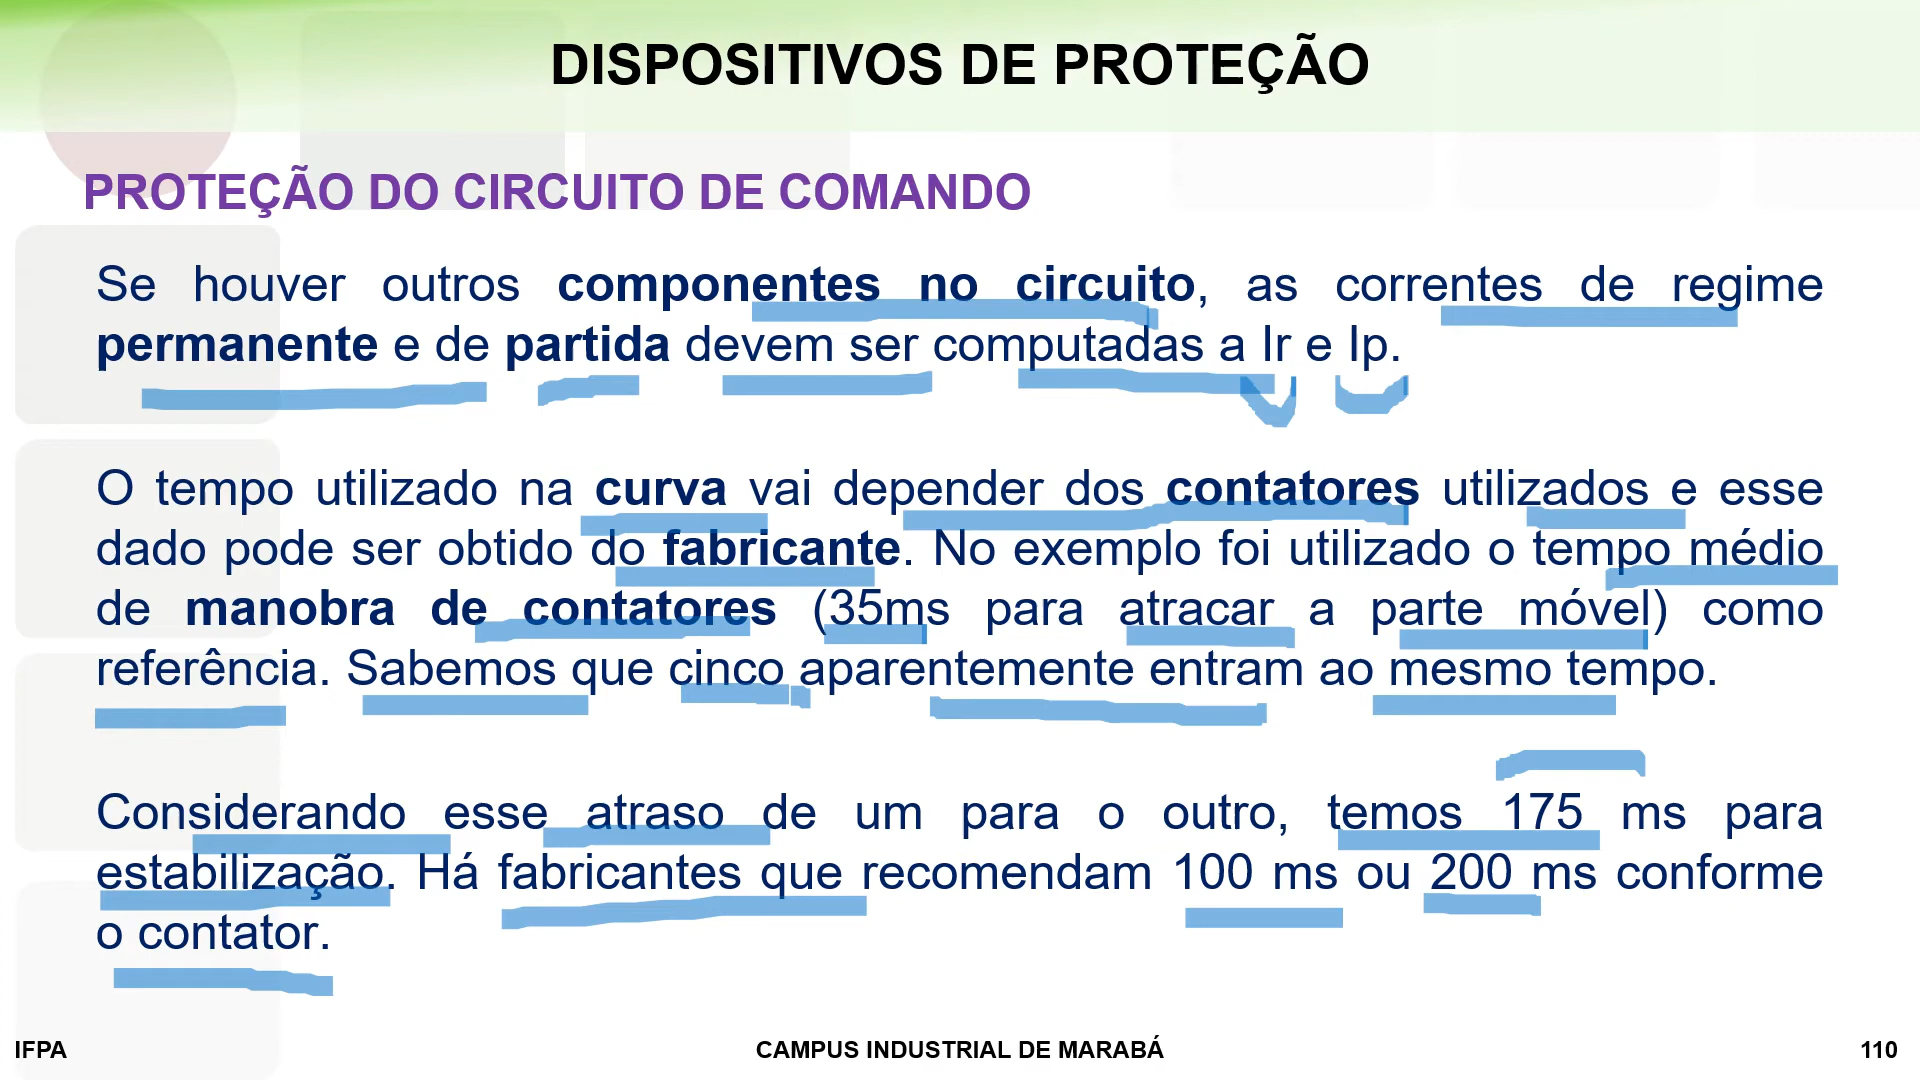 DISPOSITIVOS DE PROTEÇÃO
PROTEÇÃO DO CIRCUITO DE COMANDO
Se houver outros componentes no circuito, as correntes de regime
permanente e de partida devem ser computadas a Ir e Ip.
O tempo utilizado na curva vai depender dos contatores utilizados e esse
dado pode ser obtido do fabricante. No exemplo foi utilizado o tempo médio
de manobra de contatores (35ms para atracar a parte móvel) como
referência. Sabemos que cinco aparentemente entram ao mesmo tempo.
Considerando esse atraso de um para o outro, temos 175 ms para
estabilização. Há fabricantes que recomendam 100 ms ou 200 ms conforme
o contator.
IFPA
CAMPUS INDUSTRIAL DE MARABÁ
110